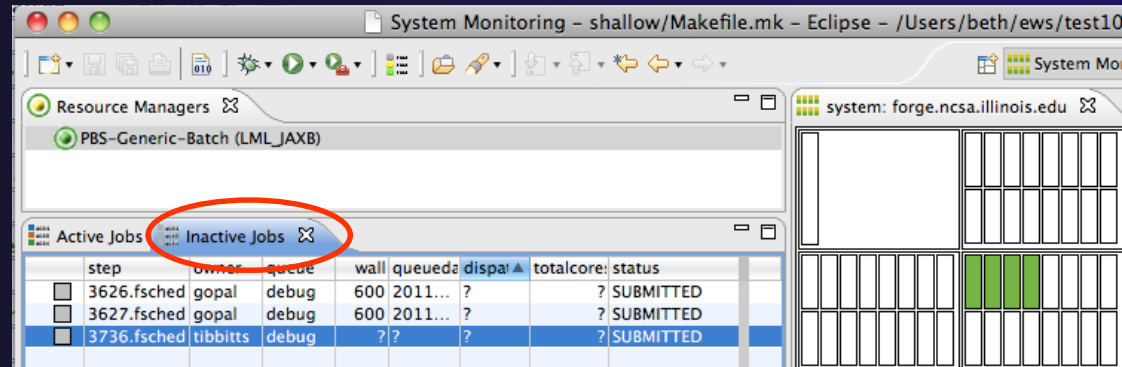 System Monitoring – shallow/Makefile.mk – Eclipse – /Users/beth/ews/test10
010
System Mo
Resource Managers
system: forge.ncsa.illinois.edu
PBS-Generic-Batch (LML_JAXB)
Active Jobs Inactive Jobs
step owner queue wall queueda dispat totalcore: status
3626.fsched gopal debug 600 2011... ? ? SUBMITTED
3627.fsched gopal debug 600 2011... ? ? SUBMITTED
3736.fsched tibbitts debug ? ? ? ? SUBMITTED